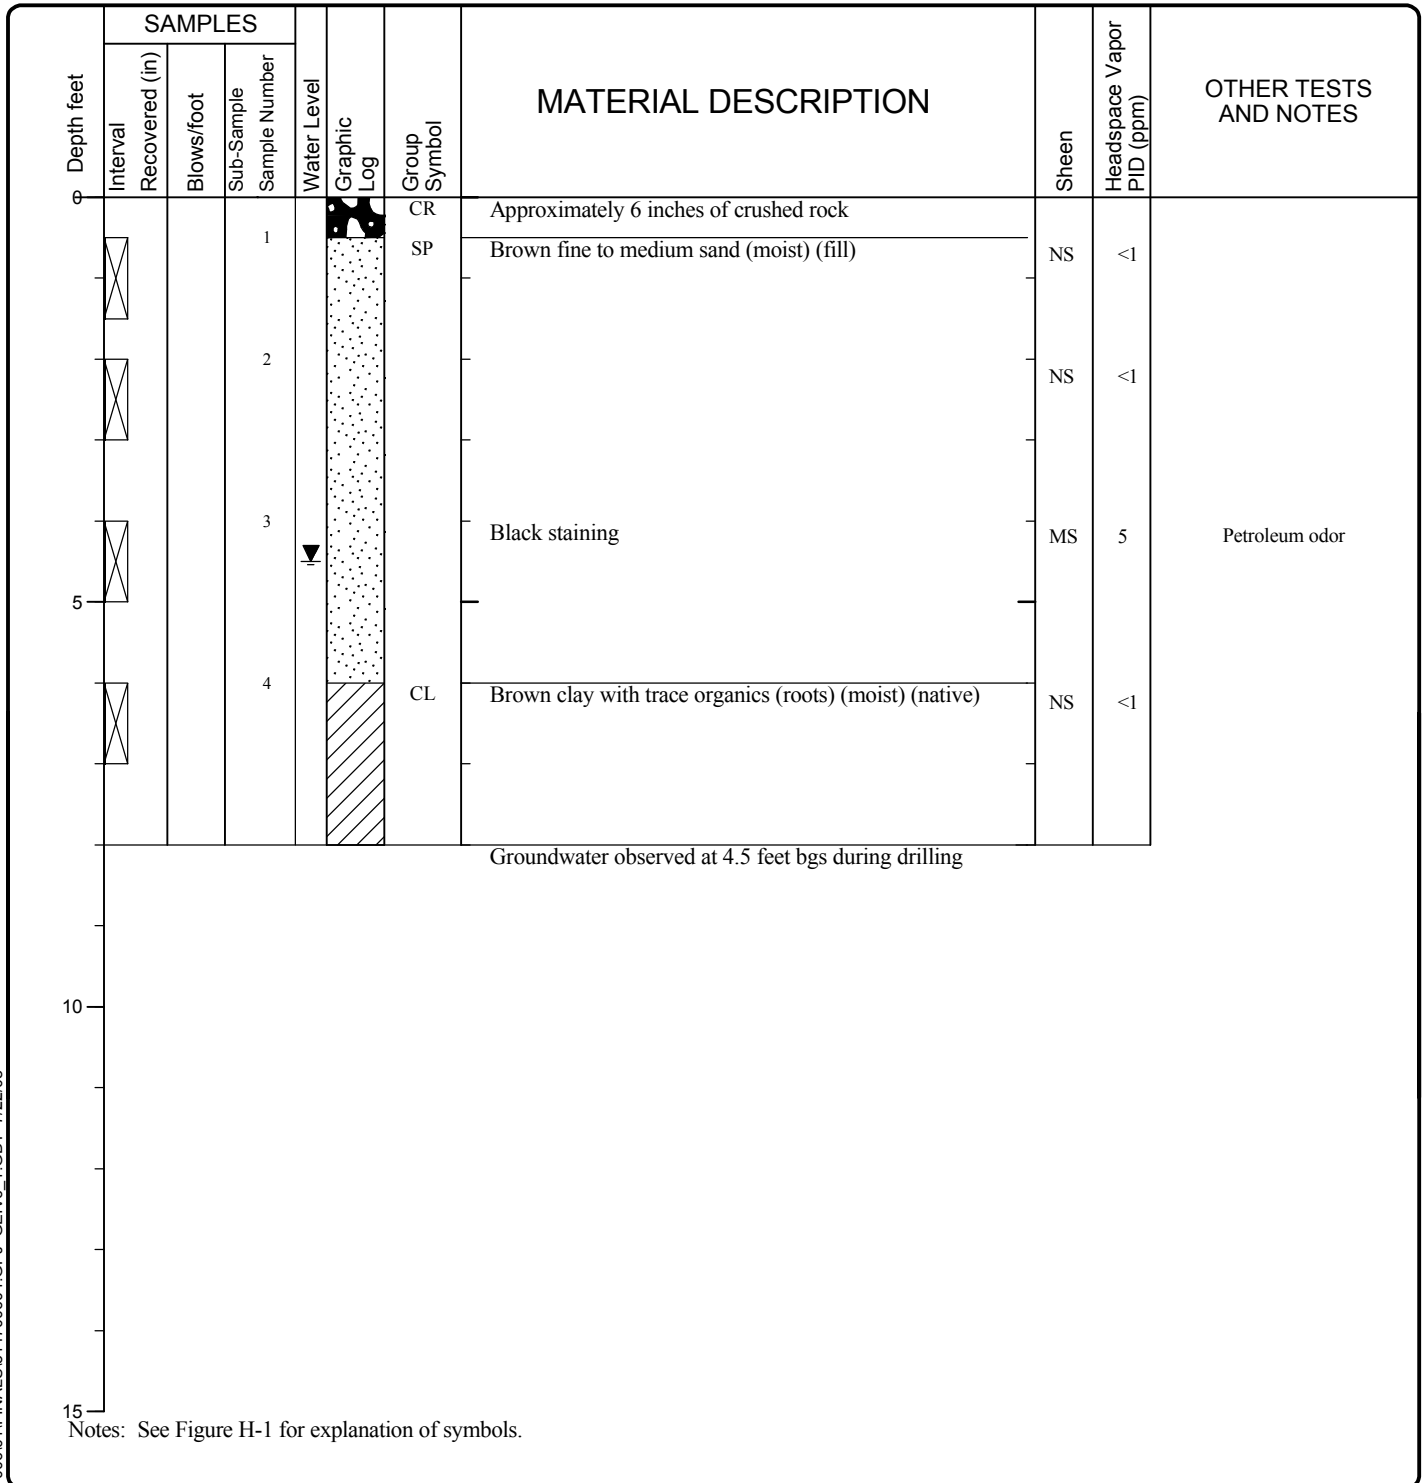 SAMPLES
Depth feet
Interval
Recovered (in)
Blows/foot
Sub-Sample
Sample Number
Water Level
Graphic
Log
Group
Symbol
MATERIAL DESCRIPTION
Sheen
Headspace Vapor
PID (ppm)
OTHER TESTS
AND NOTES
0
CR Approximately 6 inches of crushed rock
1 SP Brown fine to medium sand (moist) (fill) NS <1
2 NS <1
3 Black staining MS 5 Petroleum odor
5
4 CL Brown clay with trace organics (roots) (moist) (native) NS <1
Groundwater observed at 4.5 feet bgs during drilling
10
15
Notes: See Figure H-1 for explanation of symbols.